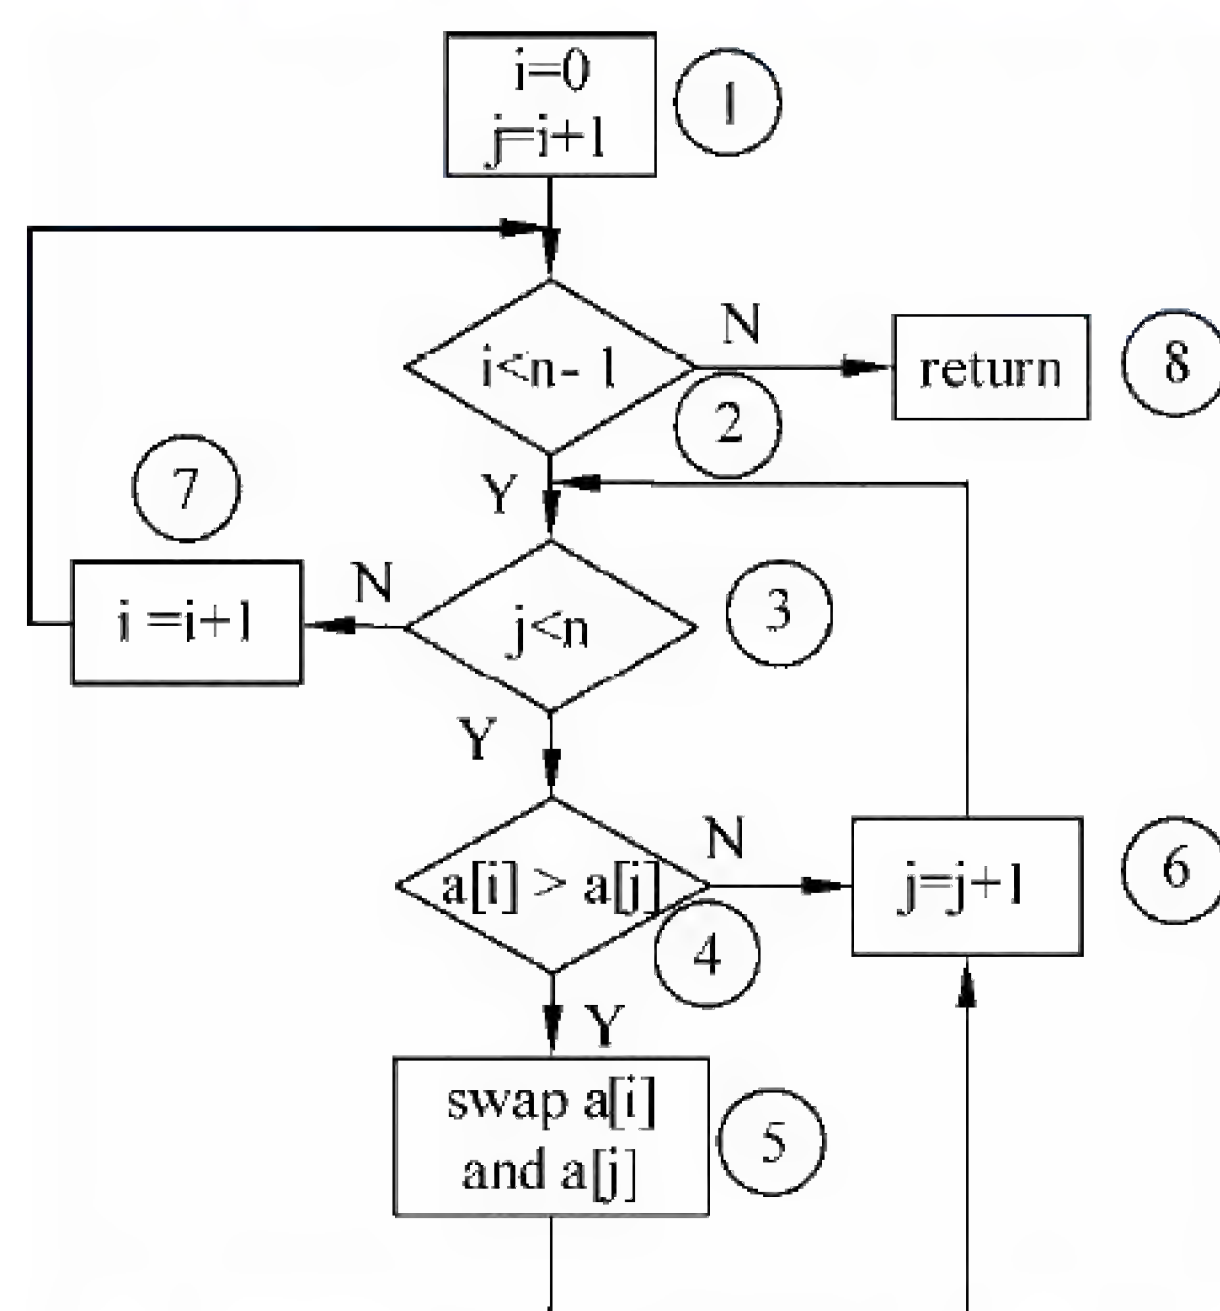 i=0
j=i+1
1
i<n-1
N
return
8
2
Y
7
N
i =i+1
j<n
3
Y
a[i] > a[j]
N
j=j+1
6
4
Y
swap a[i]
and a[j]
5